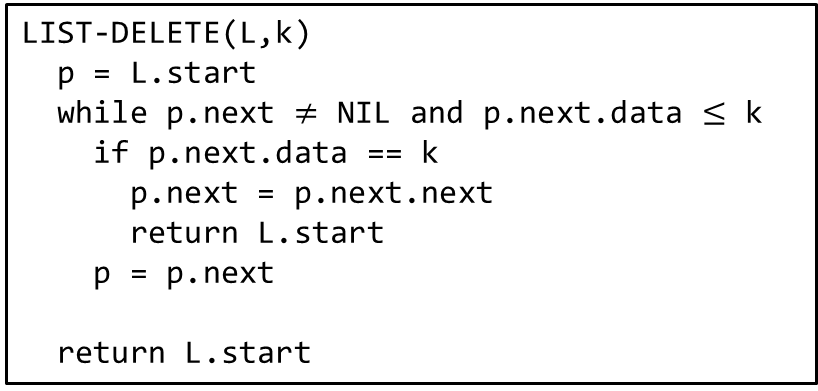 LIST-DELETE(L,k)
p = L.start
while p.next ≠ NIL and p.next.data ≤ k
if p.next.data == k
p.next = p.next.next
return L.start
p = p.next
return L.start